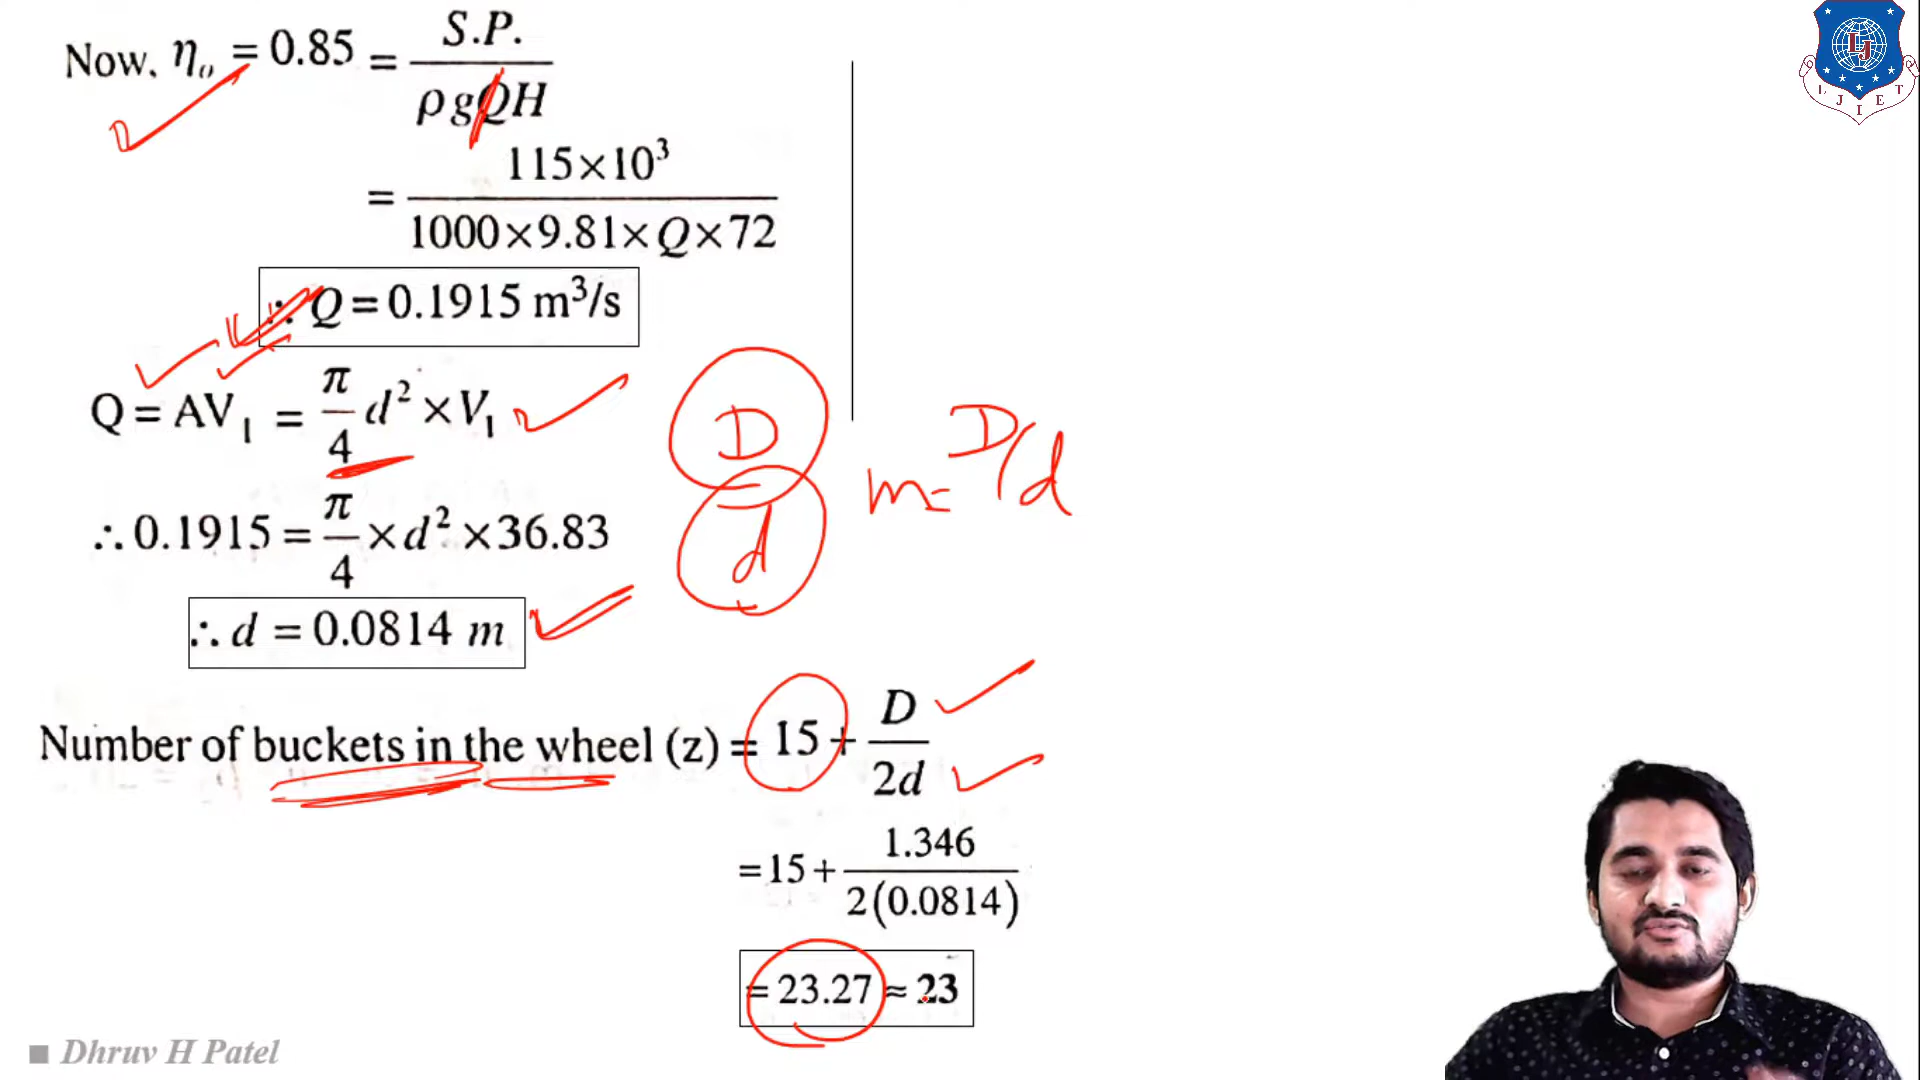 Now, ηₒ = 0.85 = S.P. / ρgQH
= 115×10³ / 1000×9.81×Q×72
∴ Q = 0.1915 m³/s
Q = AV₁ = π/4 d² × V₁
D
m = D/d
∴ 0.1915 = π/4 × d² × 36.83
d
∴ d = 0.0814 m
Number of buckets in the wheel (z) = 15 + D/2d
= 15 + 1.346 / 2(0.0814)
= 23.27 ≈ 23
■ Dhruv H Patel
LJ
L J I E T